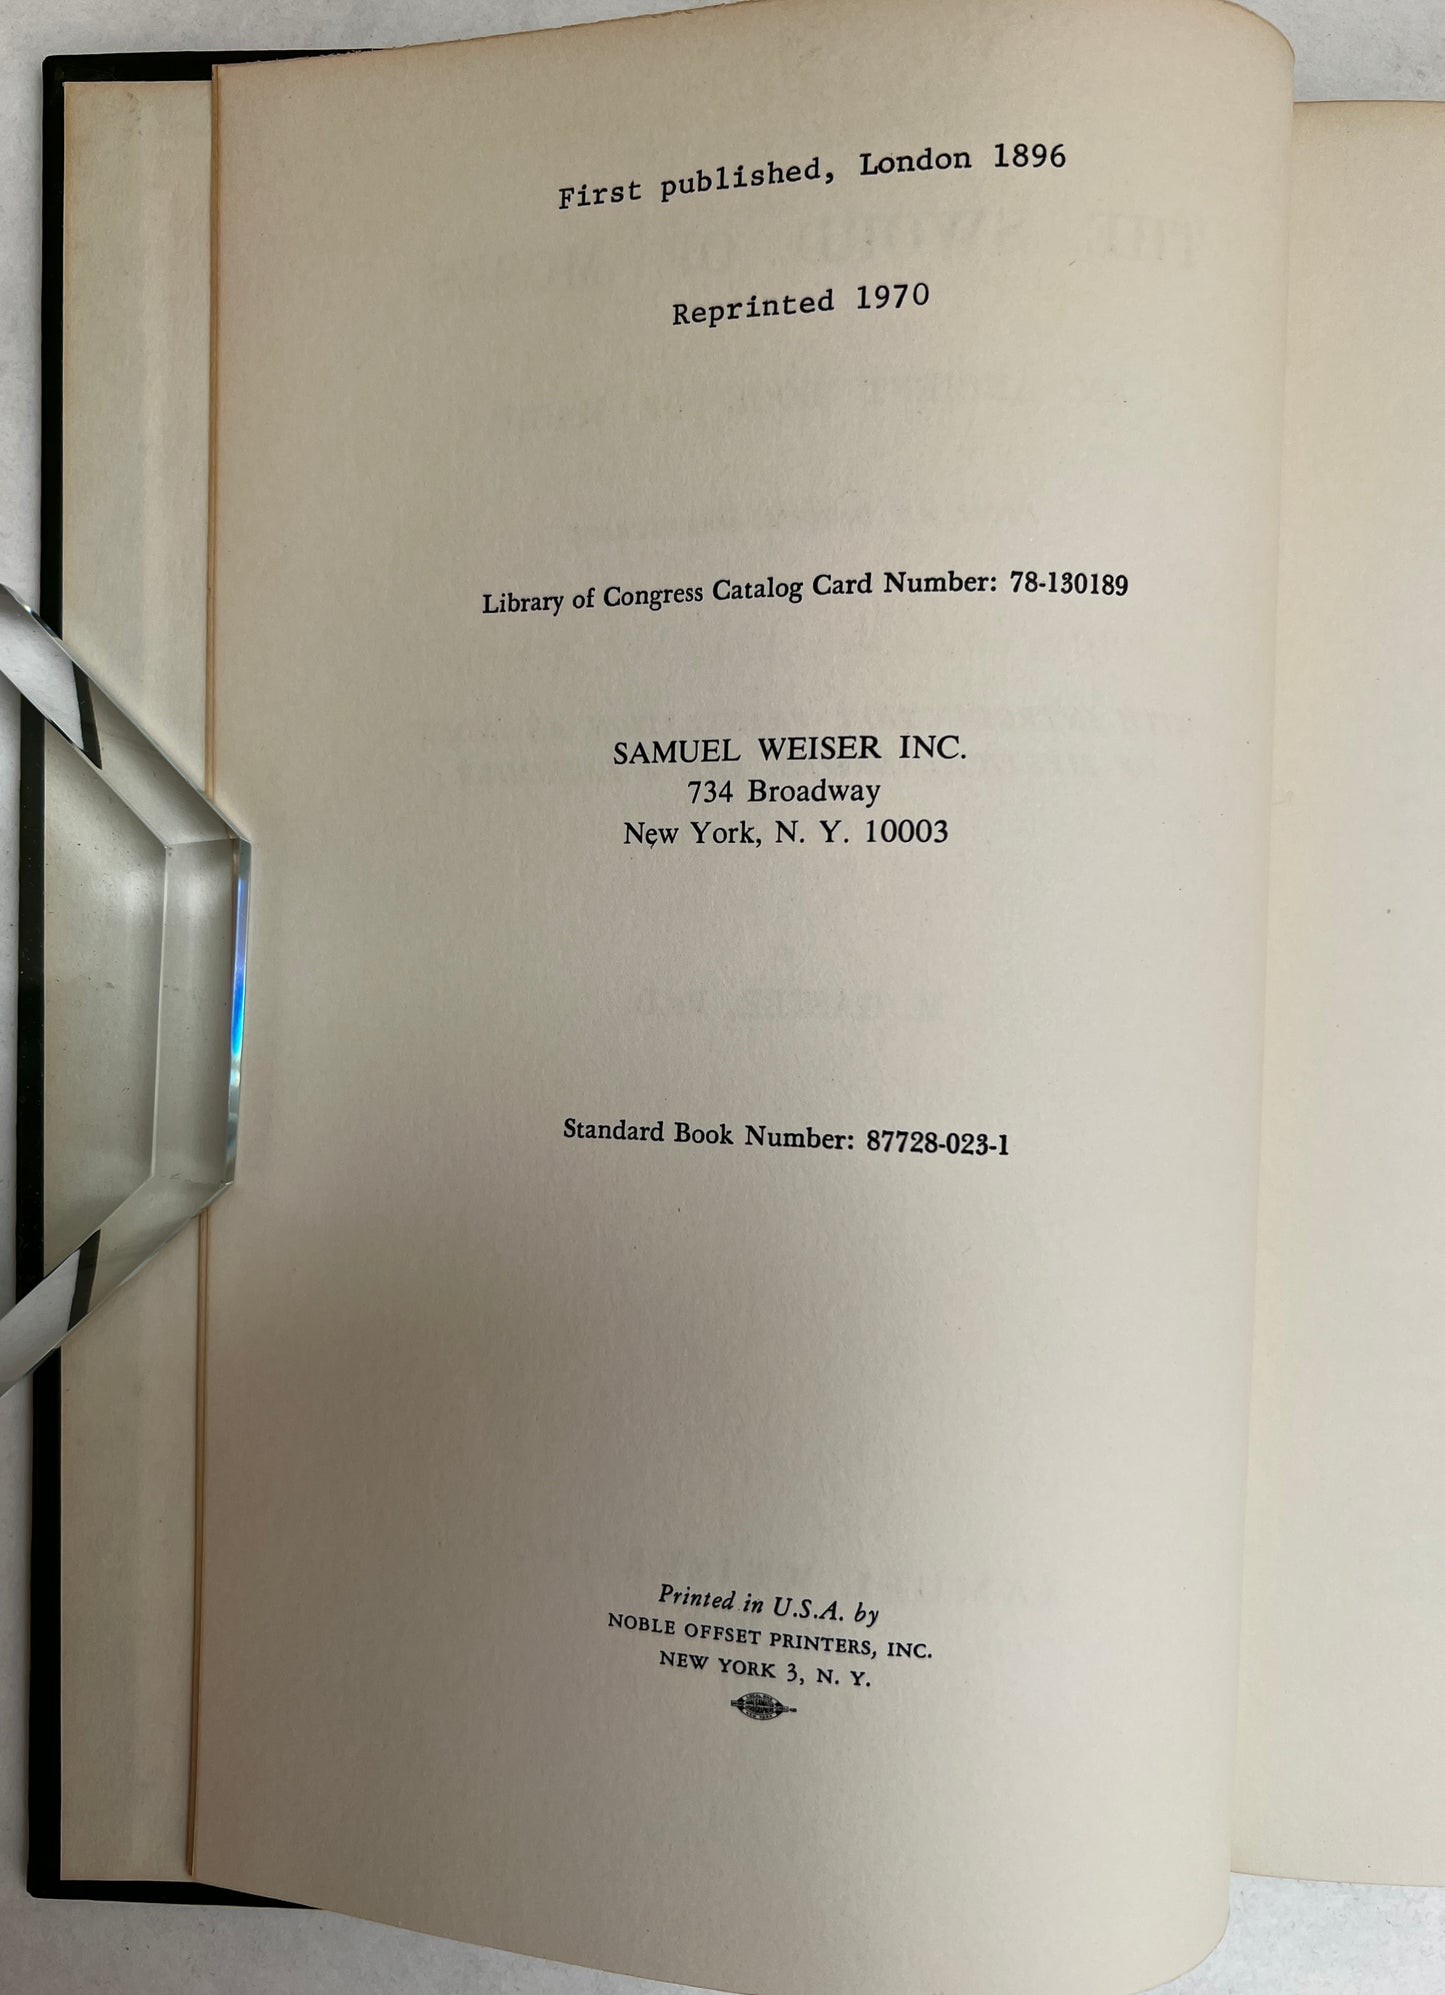 First published, London 1896
Reprinted 1970
Library of Congress Catalog Card Number: 78-130189
SAMUEL WEISER INC.
734 Broadway
New York, N. Y. 10003
Standard Book Number: 87728-023-1
Printed in U.S.A. by
NOBLE OFFSET PRINTERS, INC.
NEW YORK 3, N. Y.